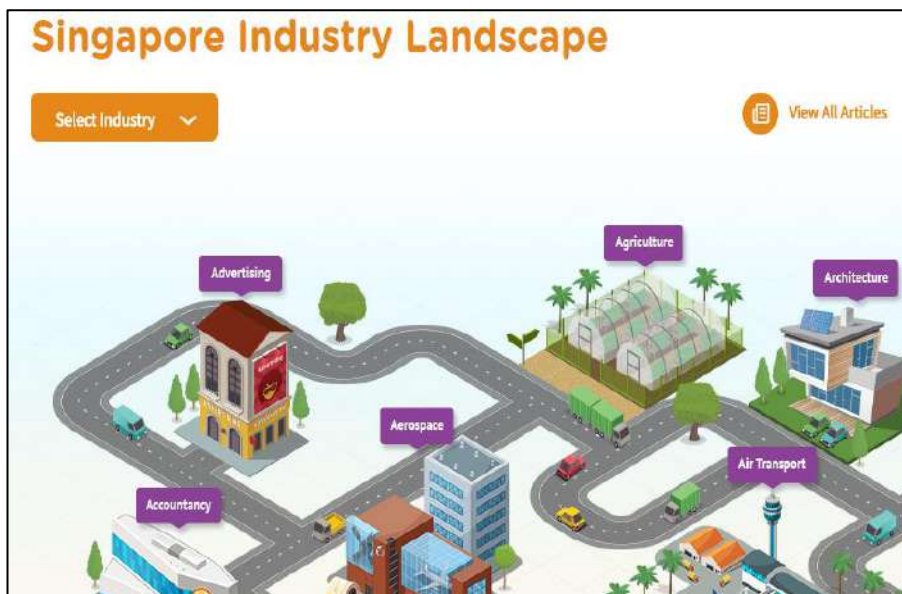 Singapore Industry Landscape
Select Industry
View All Articles
Agriculture
Advertising
Architecture
Aerospace
Air Transport
Accountancy